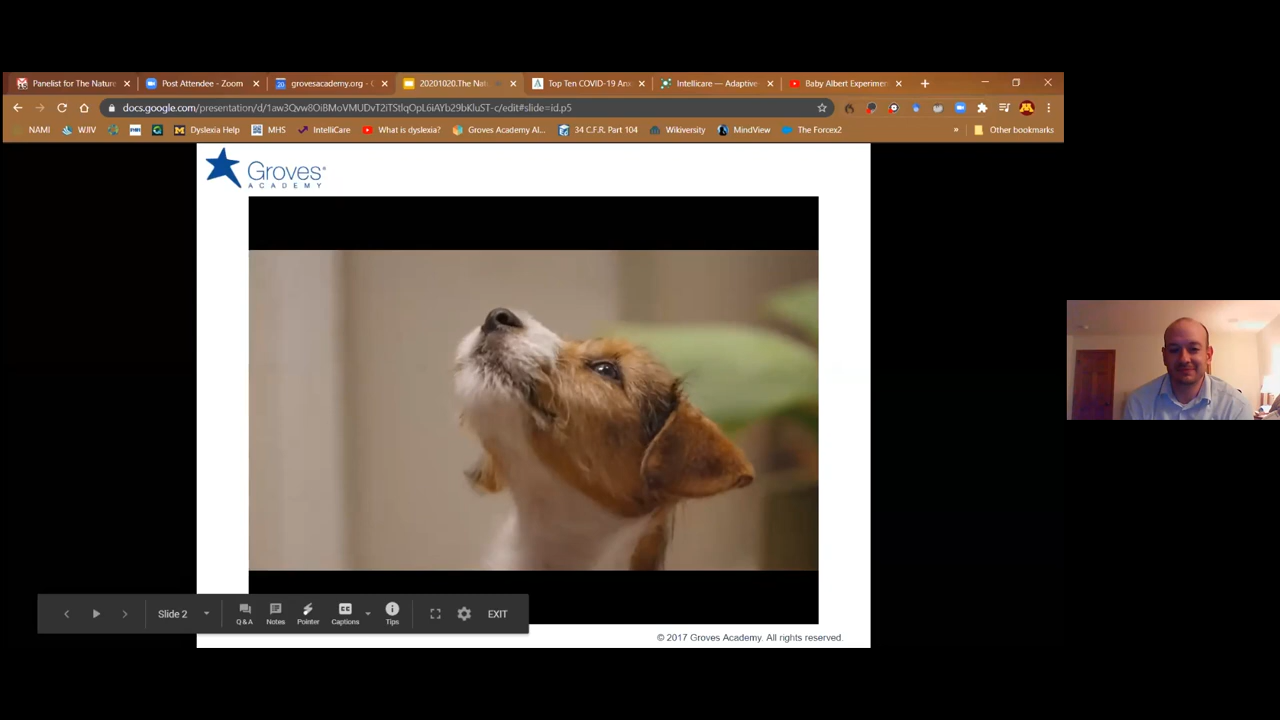 Panelist for The Nature
Post Attendee - Zoom
grovesacademy.org - C
20201020.The Nat
Top Ten COVID-19 An
Intellicare — Adaptive
Baby Albert Experimen
docs.google.com/presentation/d/1aw3Qvw8OiBMoVMUDvT2iTStlqOpL6iAYb29bKluST-c/edit#slide=id.p5
NAMI
WJIV
Dyslexia Help
MHS
IntelliCare
What is dyslexia?
Groves Academy Al...
34 C.F.R. Part 104
Wikiversity
MindView
The Forcex2
»
Other bookmarks
Groves®
ACADEMY
Slide 2
Q&A
Notes
Pointer
CC
Captions
Tips
EXIT
© 2017 Groves Academy. All rights reserved.